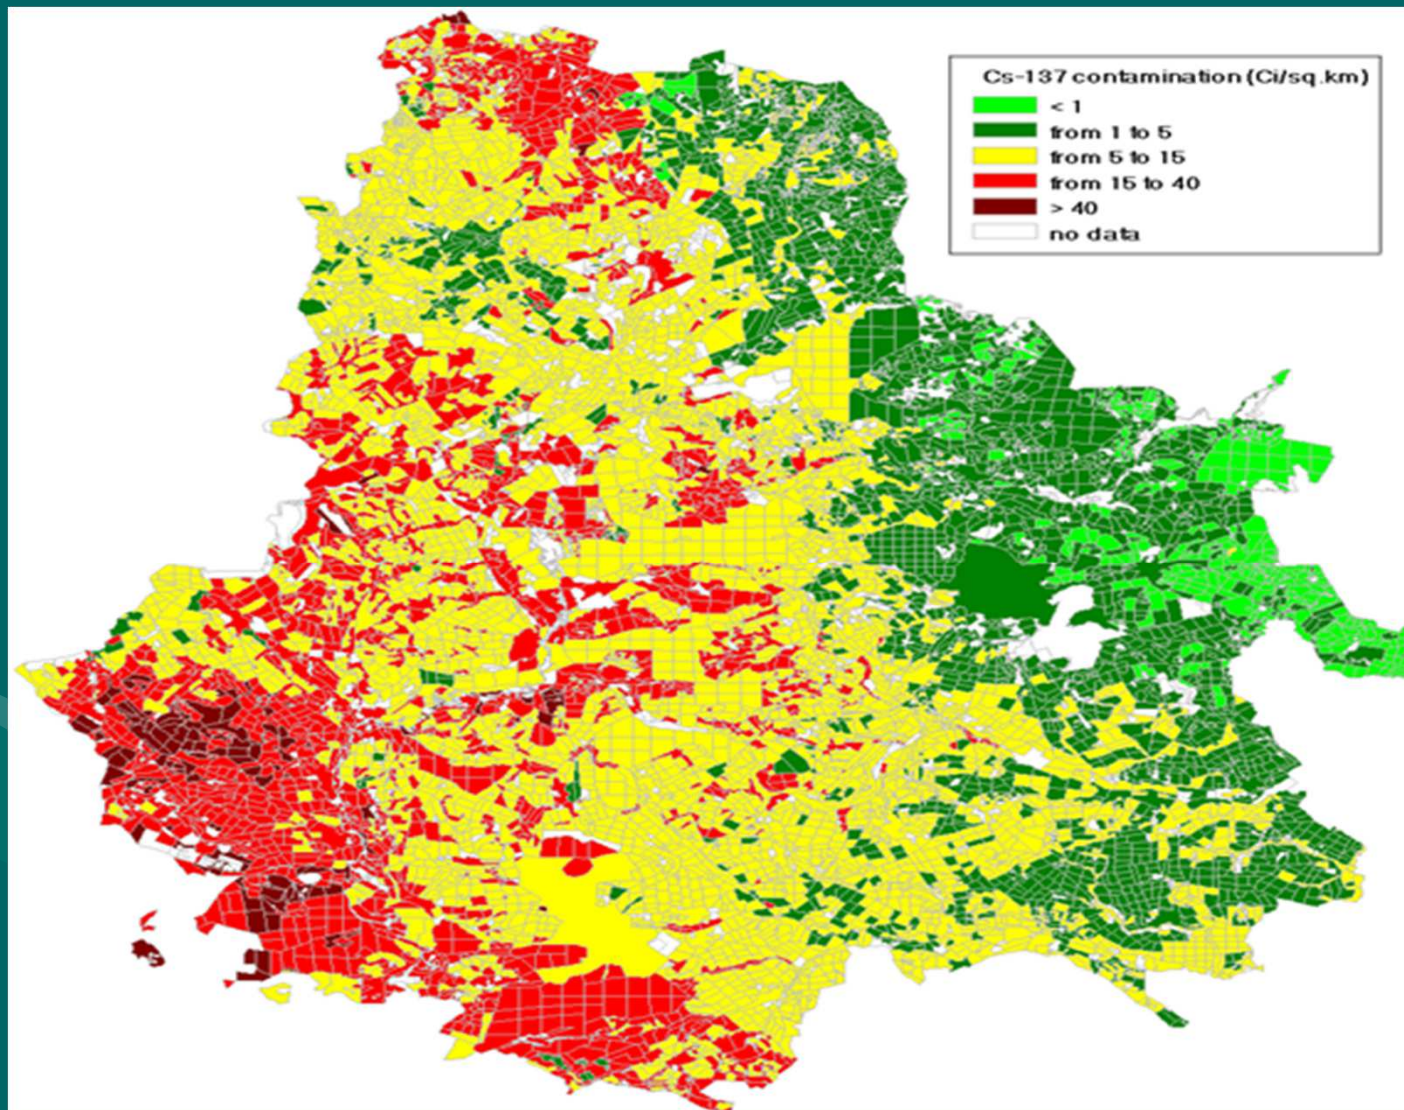 Cs-137 contamination (Ci/sq.km)
< 1
from 1 to 5
from 5 to 15
from 15 to 40
> 40
no data